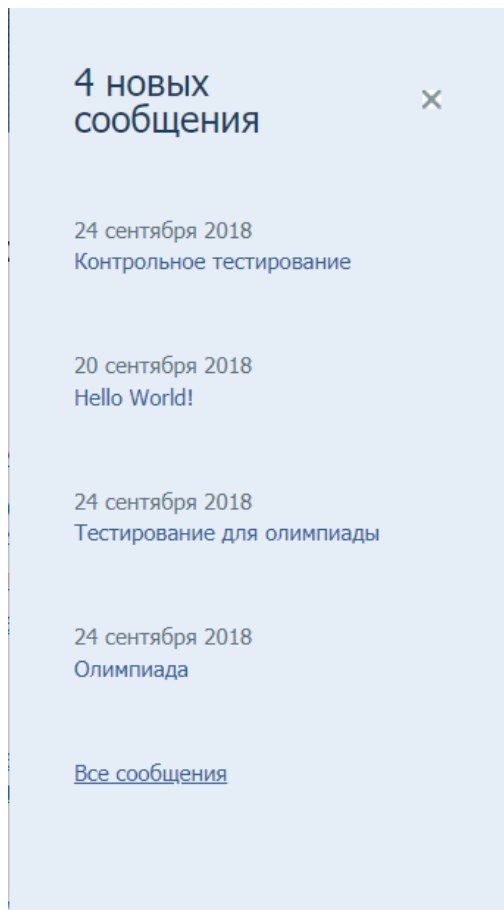 4 новых
сообщения
24 сентября 2018
Контрольное тестирование
20 сентября 2018
Hello World!
24 сентября 2018
Тестирование для олимпиады
24 сентября 2018
Олимпиада
Все сообщения